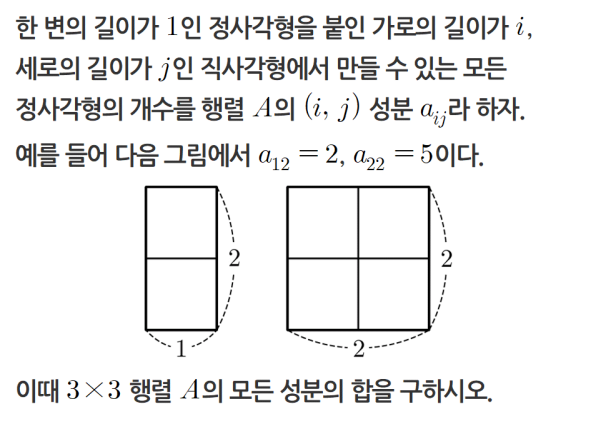 한 변의 길이가 1인 정사각형을 붙인 가로의 길이가 i,
세로의 길이가 j인 직사각형에서 만들 수 있는 모든
정사각형의 개수를 행렬 A의 (i, j) 성분 a_{ij}라 하자.
예를 들어 다음 그림에서 a_{12} = 2, a_{22} = 5이다.
2
2
1
2
이때 3×3 행렬 A의 모든 성분의 합을 구하시오.